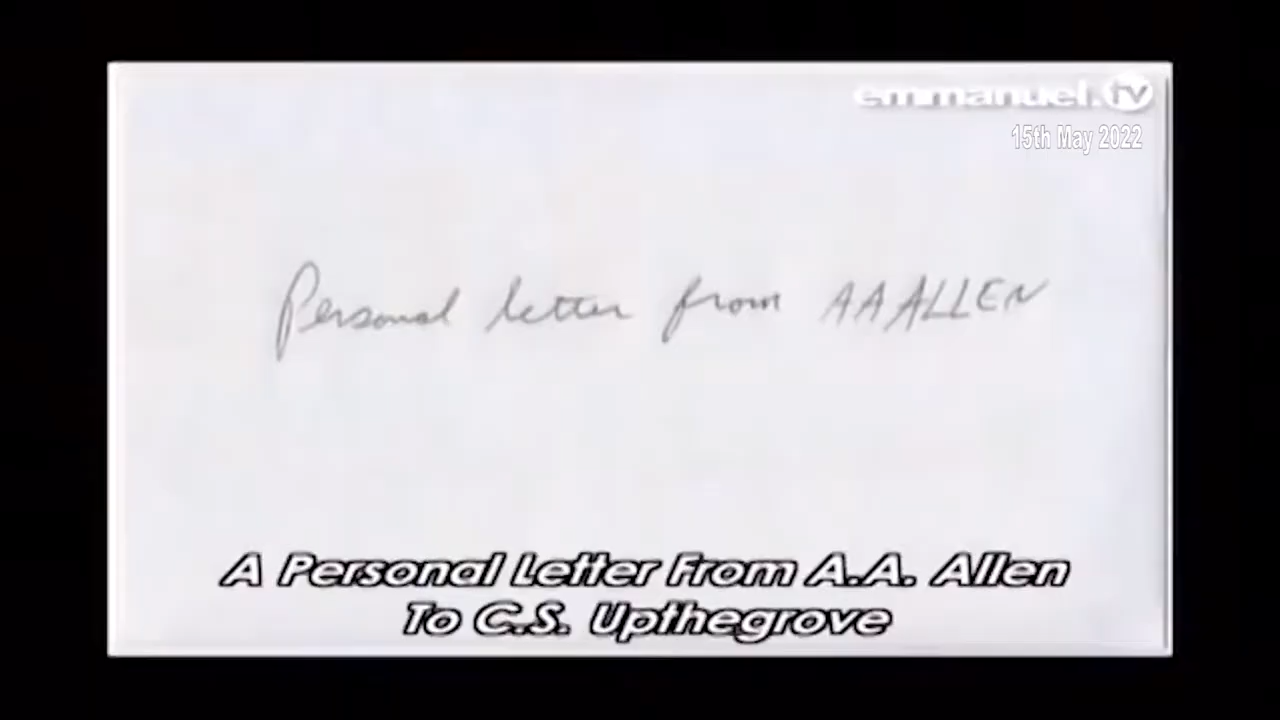 emmanuel.tv
15th May 2022
Personal letter from AA ALLEN
A Personal Letter From A.A. Allen
To C.S. Upthegrove